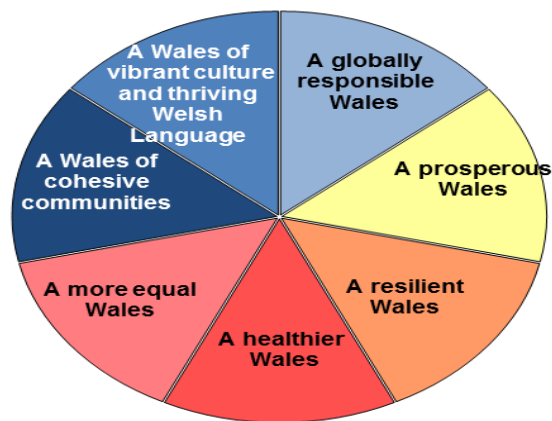 A Wales of
vibrant culture
and thriving
Welsh
Language
A globally
responsible
Wales
A prosperous
Wales
A resilient
Wales
A healthier
Wales
A more equal
Wales
A Wales of
cohesive
communities